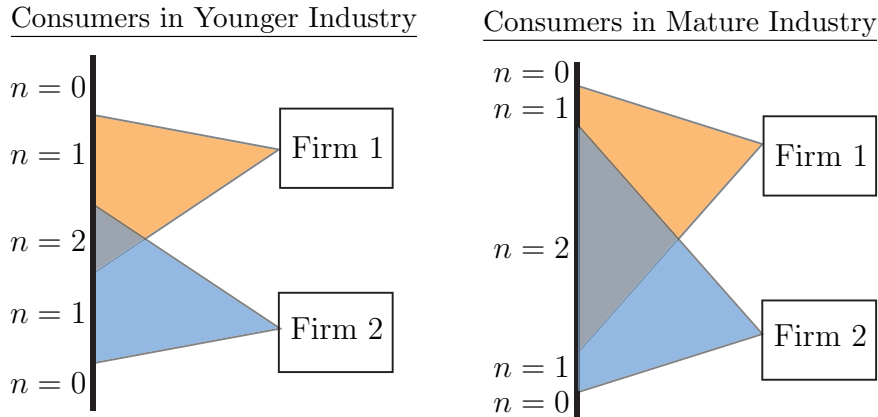 Consumers in Younger Industry
n = 0
n = 1
n = 2
n = 1
n = 0
Firm 1
Firm 2
Consumers in Mature Industry
n = 0
n = 1
n = 2
n = 1
n = 0
Firm 1
Firm 2